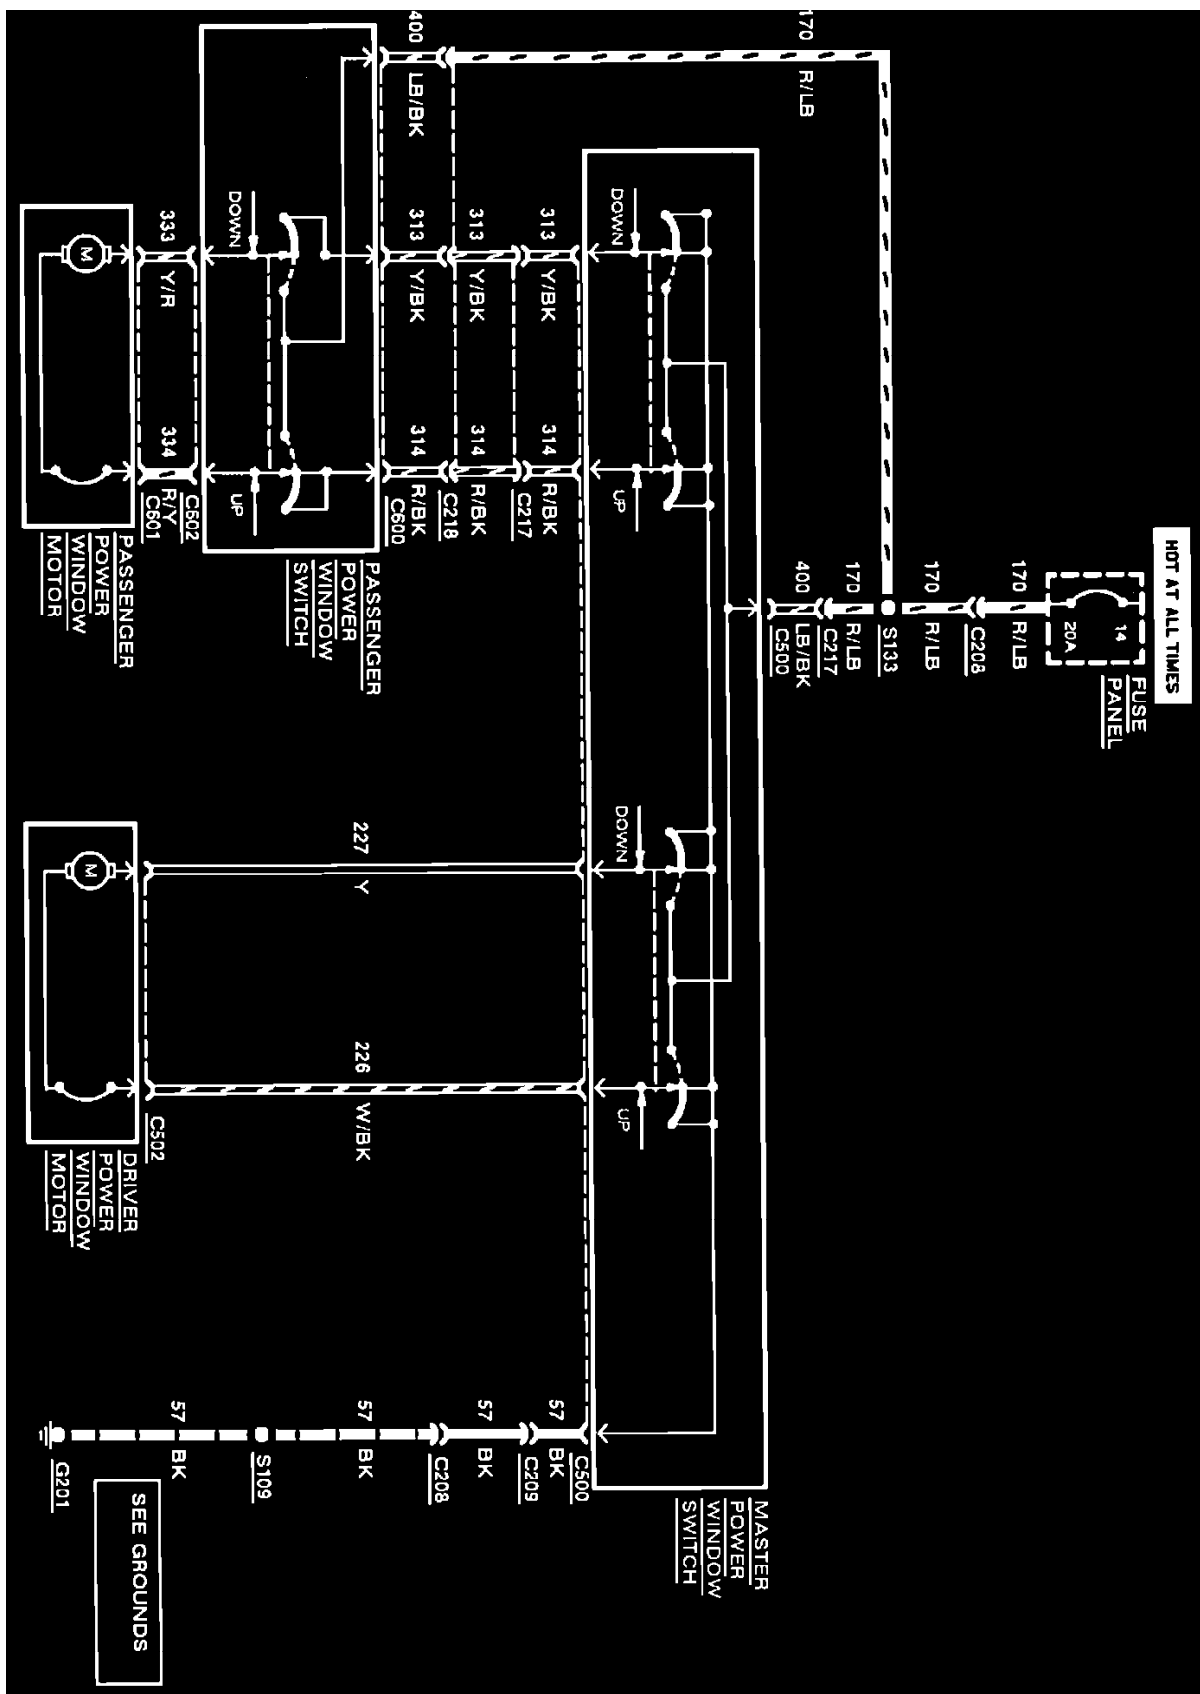 HOT AT ALL TIMES
FUSE
PANEL
14
20A
170 R/LB
C208
170 R/LB
S133
170 R/LB
170 R/LB
C217
400 LB/BK
C500
MASTER
POWER
WINDOW
SWITCH
DOWN
UP
DOWN
UP
C500
313 Y/BK
314 R/BK
57 BK
C217
C209
313 Y/BK
314 R/BK
57 BK
C218
C208
400 LB/BK
313 Y/BK
314 R/BK
C600
227 Y
226 W/BK
57 BK
PASSENGER
POWER
WINDOW
SWITCH
DOWN
UP
S109
C602
333 Y/R
334 R/Y
C601
C502
57 BK
SEE GROUNDS
PASSENGER
POWER
WINDOW
MOTOR
M
DRIVER
POWER
WINDOW
MOTOR
M
G201